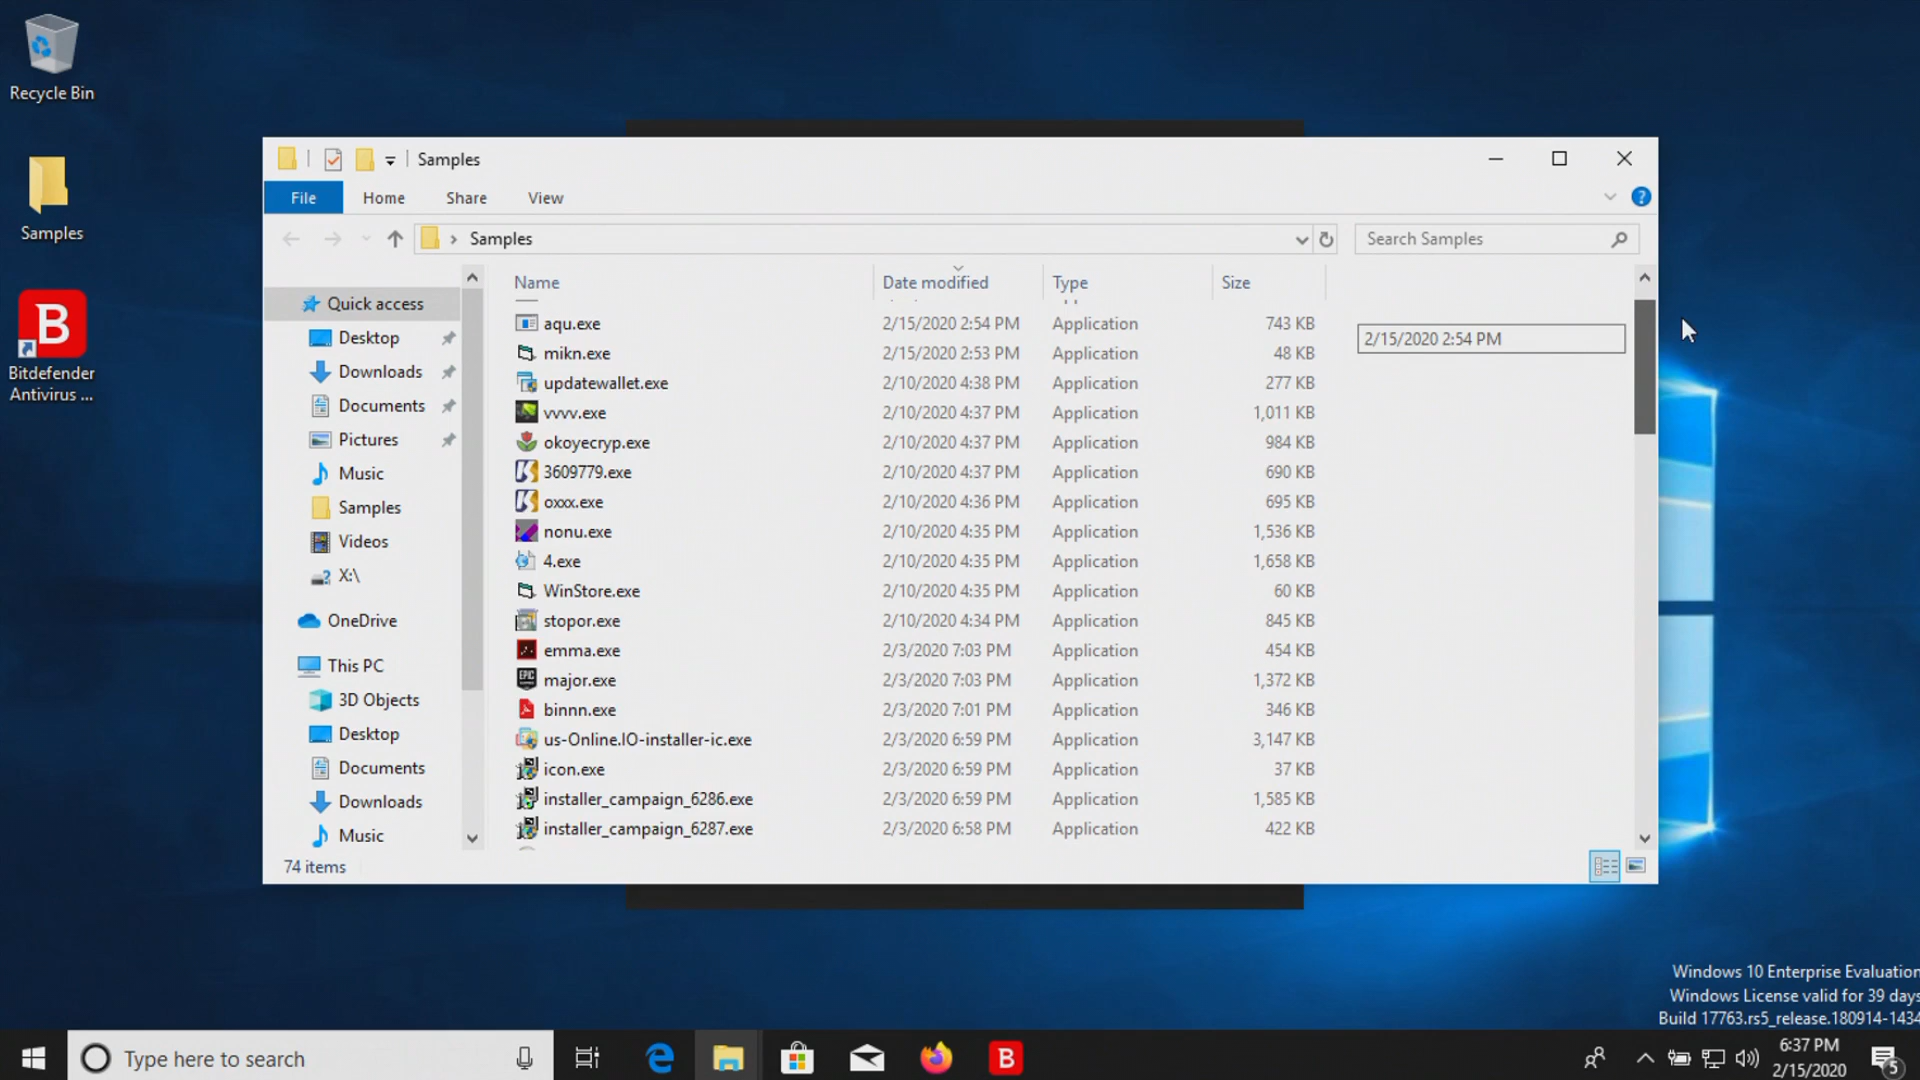 Recycle Bin
Samples
Bitdefender
Antivirus ...
Samples
File Home Share View
Samples
Search Samples
Quick access
Desktop
Downloads
Documents
Pictures
Music
Samples
Videos
X:\
OneDrive
This PC
3D Objects
Desktop
Documents
Downloads
Music
Name Date modified Type Size
aqu.exe 2/15/2020 2:54 PM Application 743 KB
mikn.exe 2/15/2020 2:53 PM Application 48 KB
updatewallet.exe 2/10/2020 4:38 PM Application 277 KB
vvvv.exe 2/10/2020 4:37 PM Application 1,011 KB
okoyecryp.exe 2/10/2020 4:37 PM Application 984 KB
3609779.exe 2/10/2020 4:37 PM Application 690 KB
oxxx.exe 2/10/2020 4:36 PM Application 695 KB
nonu.exe 2/10/2020 4:35 PM Application 1,536 KB
4.exe 2/10/2020 4:35 PM Application 1,658 KB
WinStore.exe 2/10/2020 4:35 PM Application 60 KB
stopor.exe 2/10/2020 4:34 PM Application 845 KB
emma.exe 2/3/2020 7:03 PM Application 454 KB
major.exe 2/3/2020 7:03 PM Application 1,372 KB
binnn.exe 2/3/2020 7:01 PM Application 346 KB
us-Online.IO-installer-ic.exe 2/3/2020 6:59 PM Application 3,147 KB
icon.exe 2/3/2020 6:59 PM Application 37 KB
installer_campaign_6286.exe 2/3/2020 6:59 PM Application 1,585 KB
installer_campaign_6287.exe 2/3/2020 6:58 PM Application 422 KB
2/15/2020 2:54 PM
74 items
Windows 10 Enterprise Evaluation
Windows License valid for 39 days
Build 17763.rs5_release.180914-1434
Type here to search
6:37 PM
2/15/2020
5